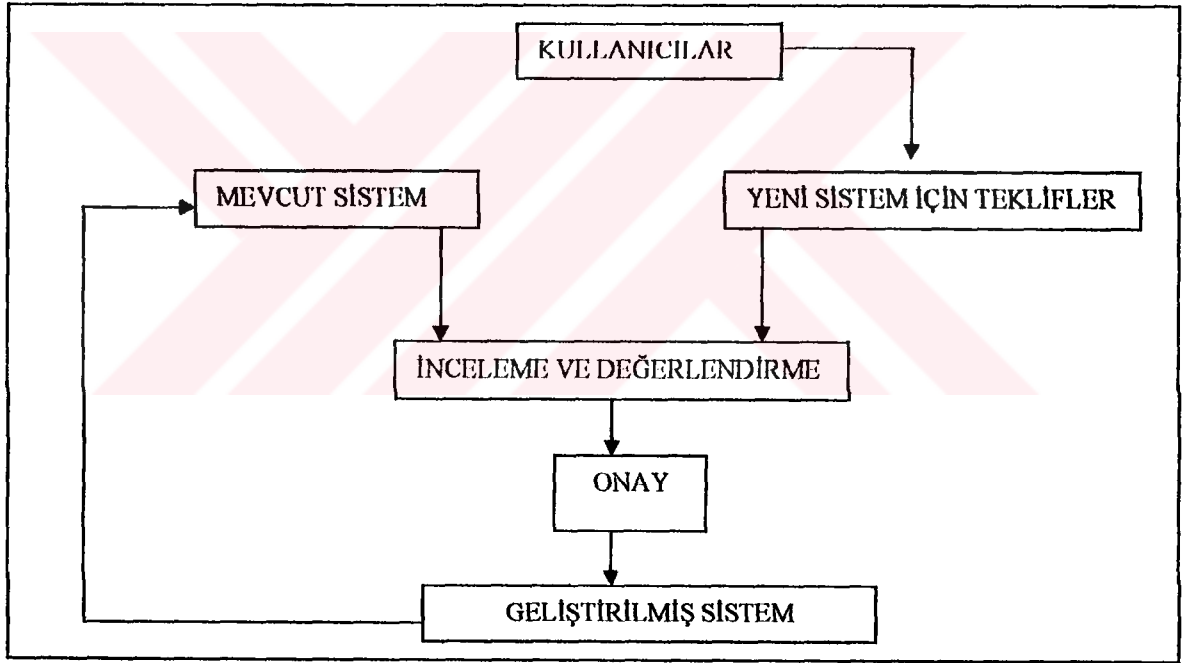 KULLANICILAR
MEVCUT SİSTEM
YENİ SİSTEM İÇİN TEKLİFLER
İNCELEME VE DEĞERLENDİRME
ONAY
GELİŞTİRİLMİŞ SİSTEM